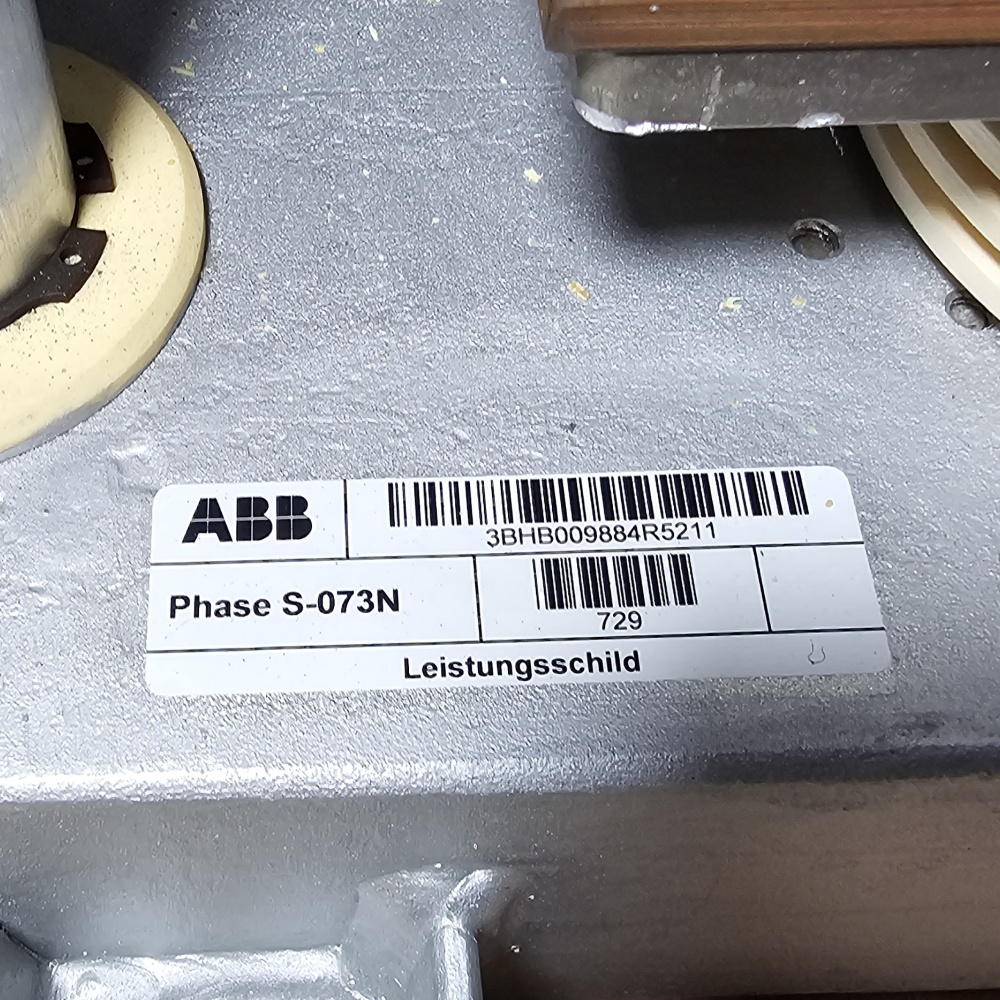 ABB
3BHB009884R5211
Phase S-073N
729
Leistungsschild